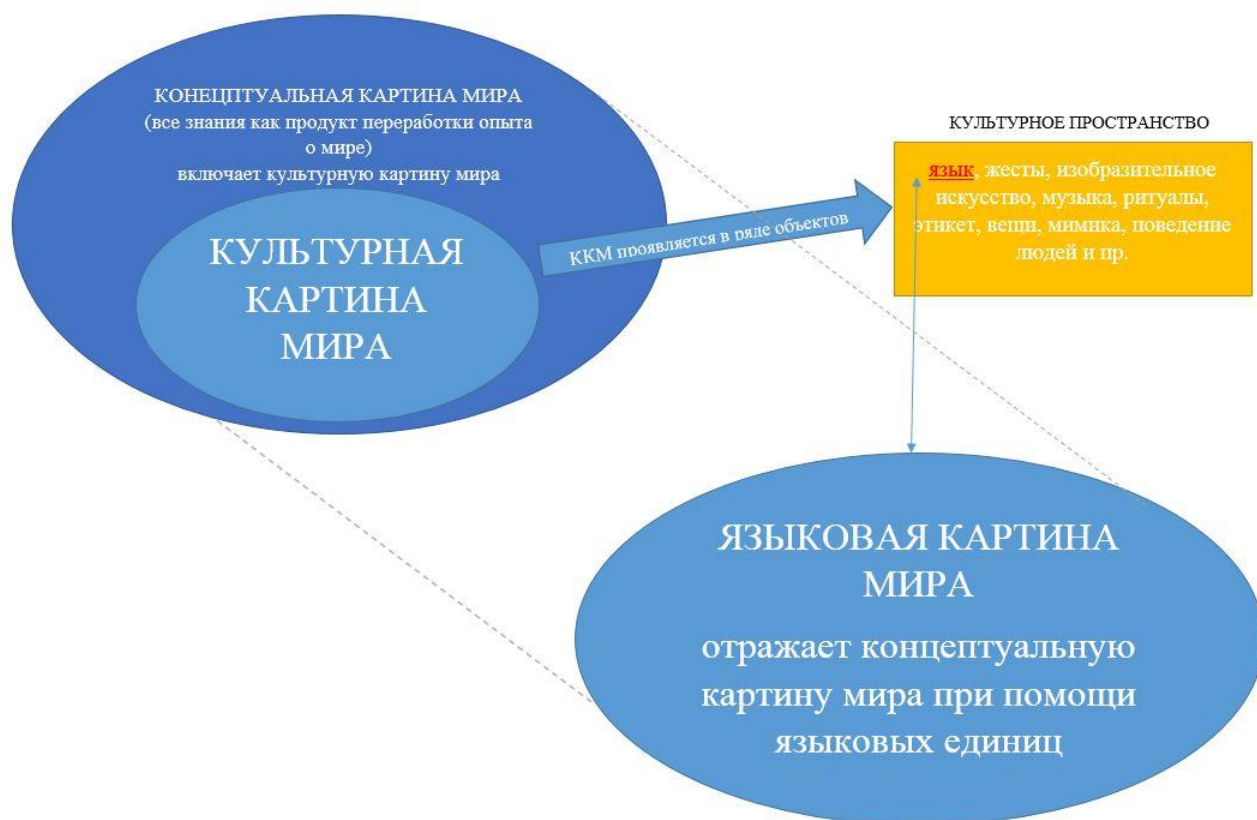 КОНЕЦПТУАЛЬНАЯ КАРТИНА МИРА
(все знания как продукт переработки опыта
о мире)
включает культурную картину мира
КУЛЬТУРНАЯ
КАРТИНА
МИРА
ККМ проявляется в ряде объектов
КУЛЬТУРНОЕ ПРОСТРАНСТВО
язык, жесты, изобразительное
искусство, музыка, ритуалы,
этикет, вещи, мимика, поведение
людей и пр.
ЯЗЫКОВАЯ КАРТИНА
МИРА
отражает концептуальную
картину мира при помощи
языковых единиц